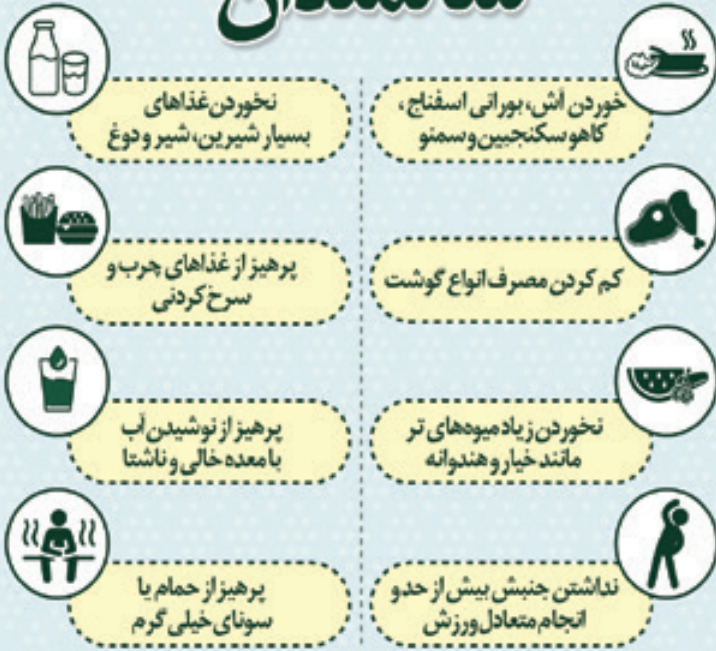 سالمندان
خوردن آش، بورانی اسفناج،
کاهو سکنجبین و سمنو
کم کردن مصرف انواع گوشت
نخوردن زیاد میوه‌های تر
مانند خیار و هندوانه
نداشتن جنبش بیش از حد و
انجام متعادل ورزش
نخوردن غذاهای
بسیار شیرین، شیر و دوغ
پرهیز از غذاهای چرب و
سرخ کردنی
پرهیز از نوشیدن آب
با معده خالی و ناشتا
پرهیز از حمام یا
سونای خیلی گرم